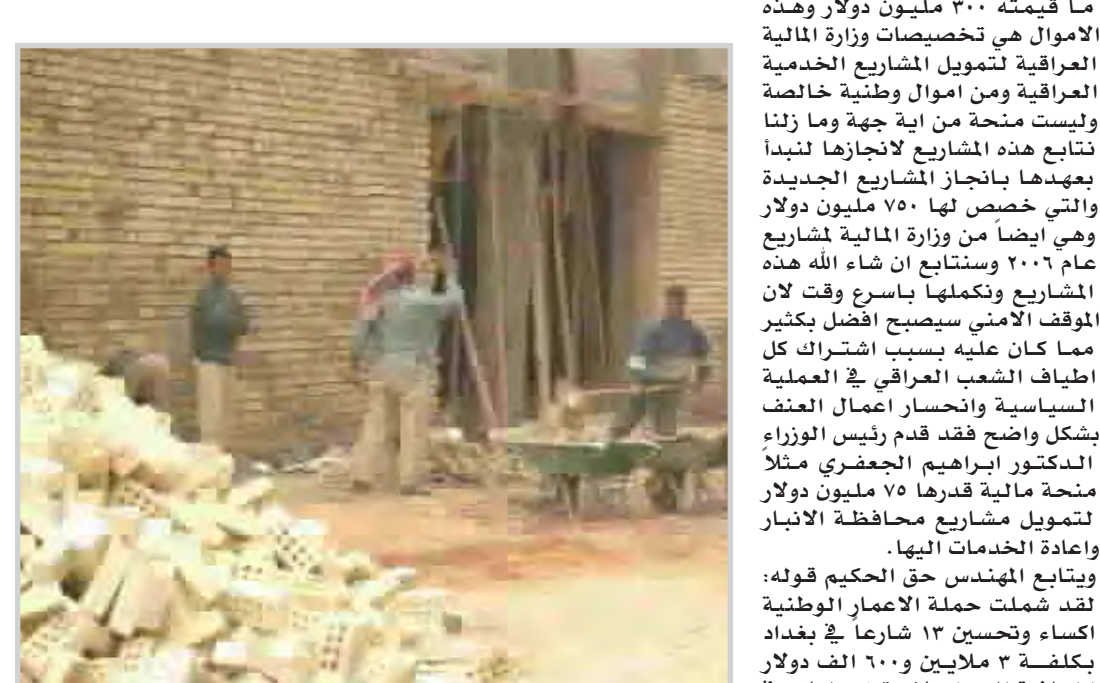 ما قيمته ٣٠٠ مليون دولار وهذه
الاموال هي تخصيصات وزارة المالية
العراقية لتمويل المشاريع الخدمية
العراقية ومن اموال وطنية خالصة
وليست منحة من اية جهة وما زلنا
نتابع هذه المشاريع لانجازها لنبدأ
بعهدها بانجاز المشاريع الجديدة
والتي خصص لها ٧٥٠ مليون دولار
وهي ايضاً من وزارة المالية لمشاريع
عام ٢٠٠٦ وسنتابع ان شاء الله هذه
المشاريع ونكملها باسرع وقت لان
الموقف الامني سيصبح افضل بكثير
مما كان عليه بسبب اشتراك كل
اطياف الشعب العراقي في العملية
السياسية وانحسار اعمال العنف
بشكل واضح فقد قدم رئيس الوزراء
الدكتور ابراهيم الجعفري مثلاً
منحة مالية قدرها ٧٥ مليون دولار
لتمويل مشاريع محافظة الانبار
واعادة الخدمات اليها.
ويتابع المهندس حق الحكيم قوله:
لقد شملت حملة الاعمار الوطنية
اكساء وتحسين ١٣ شارعاً في بغداد
بكلفة ٣ ملايين و٦٠٠ الف دولار